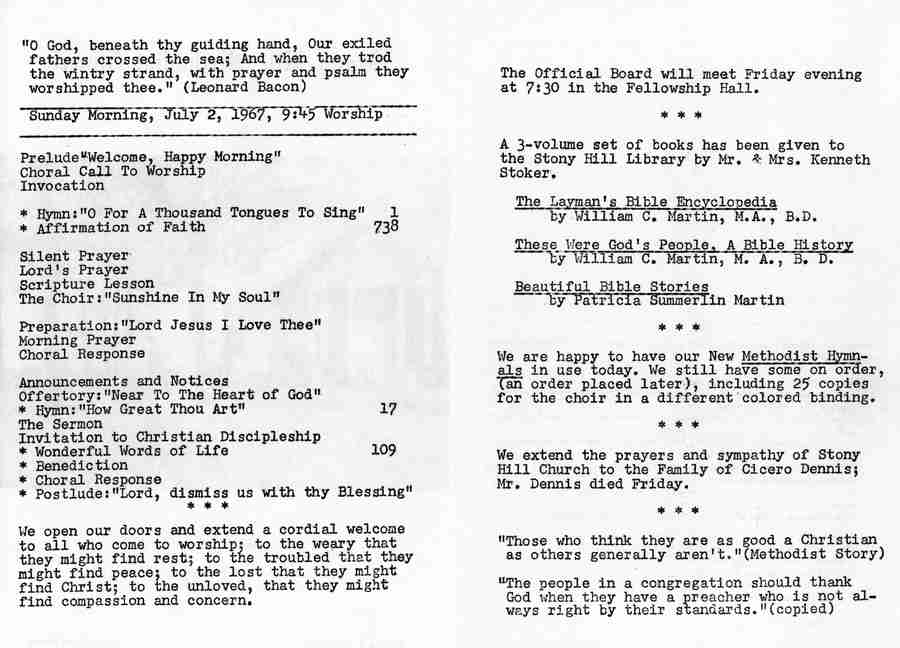 "O God, beneath thy guiding hand, Our exiled
fathers crossed the sea; And when they trod
the wintry strand, with prayer and psalm they
worshipped thee." (Leonard Bacon)
Sunday Morning, July 2, 1967, 9:45 Worship
Prelude"Welcome, Happy Morning"
Choral Call To Worship
Invocation
* Hymn:"O For A Thousand Tongues To Sing" 1
* Affirmation of Faith 738
Silent Prayer
Lord's Prayer
Scripture Lesson
The Choir:"Sunshine In My Soul"
Preparation:"Lord Jesus I Love Thee"
Morning Prayer
Choral Response
Announcements and Notices
Offertory:"Near To The Heart of God"
* Hymn:"How Great Thou Art" 17
The Sermon
Invitation to Christian Discipleship
* Wonderful Words of Life 109
* Benediction
* Choral Response
* Postlude:"Lord, dismiss us with thy Blessing"
* * *
We open our doors and extend a cordial welcome
to all who come to worship; to the weary that
they might find rest; to the troubled that they
might find peace; to the lost that they might
find Christ; to the unloved, that they might
find compassion and concern.
The Official Board will meet Friday evening
at 7:30 in the Fellowship Hall.
* * *
A 3-volume set of books has been given to
the Stony Hill Library by Mr. & Mrs. Kenneth
Stoker.
The Layman's Bible Encyclopedia
by William C. Martin, M.A., B.D.
These Were God's People, A Bible History
by William C. Martin, M. A., B. D.
Beautiful Bible Stories
by Patricia Summerlin Martin
* * *
We are happy to have our New Methodist Hymn-
als in use today. We still have some on order,
(an order placed later), including 25 copies
for the choir in a different colored binding.
* * *
We extend the prayers and sympathy of Stony
Hill Church to the Family of Cicero Dennis;
Mr. Dennis died Friday.
* * *
"Those who think they are as good a Christian
as others generally aren't."(Methodist Story)
"The people in a congregation should thank
God when they have a preacher who is not al-
ways right by their standards."(copied)